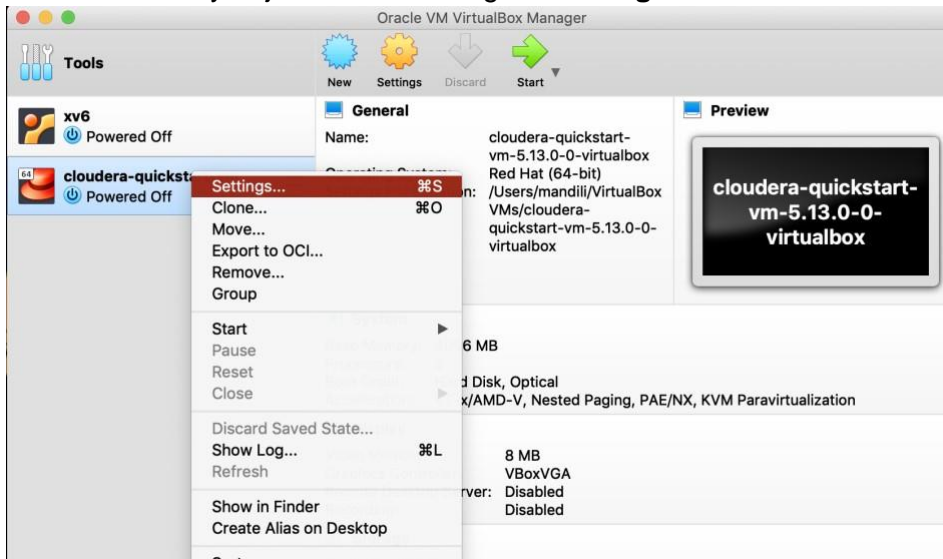 Oracle VM VirtualBox Manager
Tools
New Settings Discard Start
xv6
Powered Off
64
cloudera-quickst
Powered Off
General
Name: cloudera-quickstart-
vm-5.13.0-0-virtualbox
Red Hat (64-bit)
n: /Users/mandili/VirtualBox
VMs/cloudera-
quickstart-vm-5.13.0-0-
virtualbox
Preview
cloudera-quickstart-
vm-5.13.0-0-
virtualbox
Settings... ⌘S
Clone... ⌘O
Move...
Export to OCI...
Remove...
Group
Start
Pause
Reset
Close
Discard Saved State...
Show Log... ⌘L
Refresh
Show in Finder
Create Alias on Desktop
6 MB
d Disk, Optical
x/AMD-V, Nested Paging, PAE/NX, KVM Paravirtualization
8 MB
VBoxVGA
rver: Disabled
Disabled